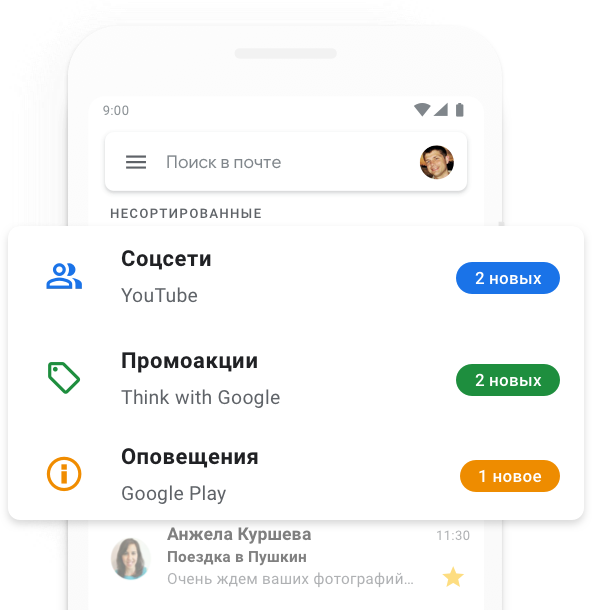 9:00
Поиск в почте
НЕСОРТИРОВАННЫЕ
Соцсети
YouTube
2 новых
Промоакции
Think with Google
2 новых
Оповещения
Google Play
1 новое
Анжела Куршева
11:30
Поездка в Пушкин
Очень ждем ваших фотографий...